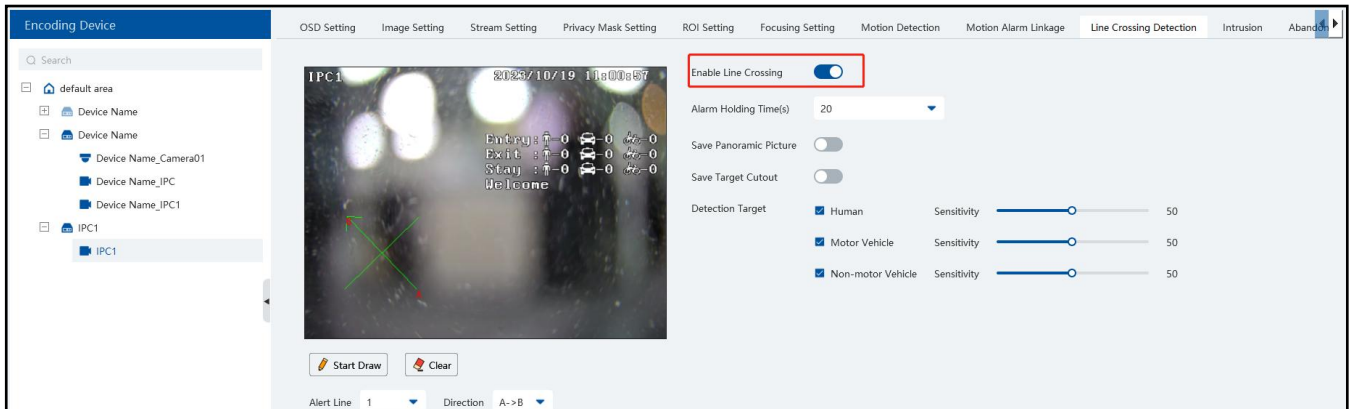 Encoding Device
Search
default area
Device Name
Device Name
Device Name_Camera01
Device Name_IPC
Device Name_IPC1
IPC1
IPC1
OSD Setting Image Setting Stream Setting Privacy Mask Setting ROI Setting Focusing Setting Motion Detection Motion Alarm Linkage Line Crossing Detection Intrusion
IPC1 2023/10/19 11:00:57
Entry: -0 -0 -0
Exit : -0 -0 -0
Stay : -0 -0 -0
Welcome
Start Draw Clear
Alert Line 1 Direction A->B
Enable Line Crossing
Alarm Holding Time(s) 20
Save Panoramic Picture
Save Target Cutout
Detection Target Human Sensitivity 50
Motor Vehicle Sensitivity 50
Non-motor Vehicle Sensitivity 50